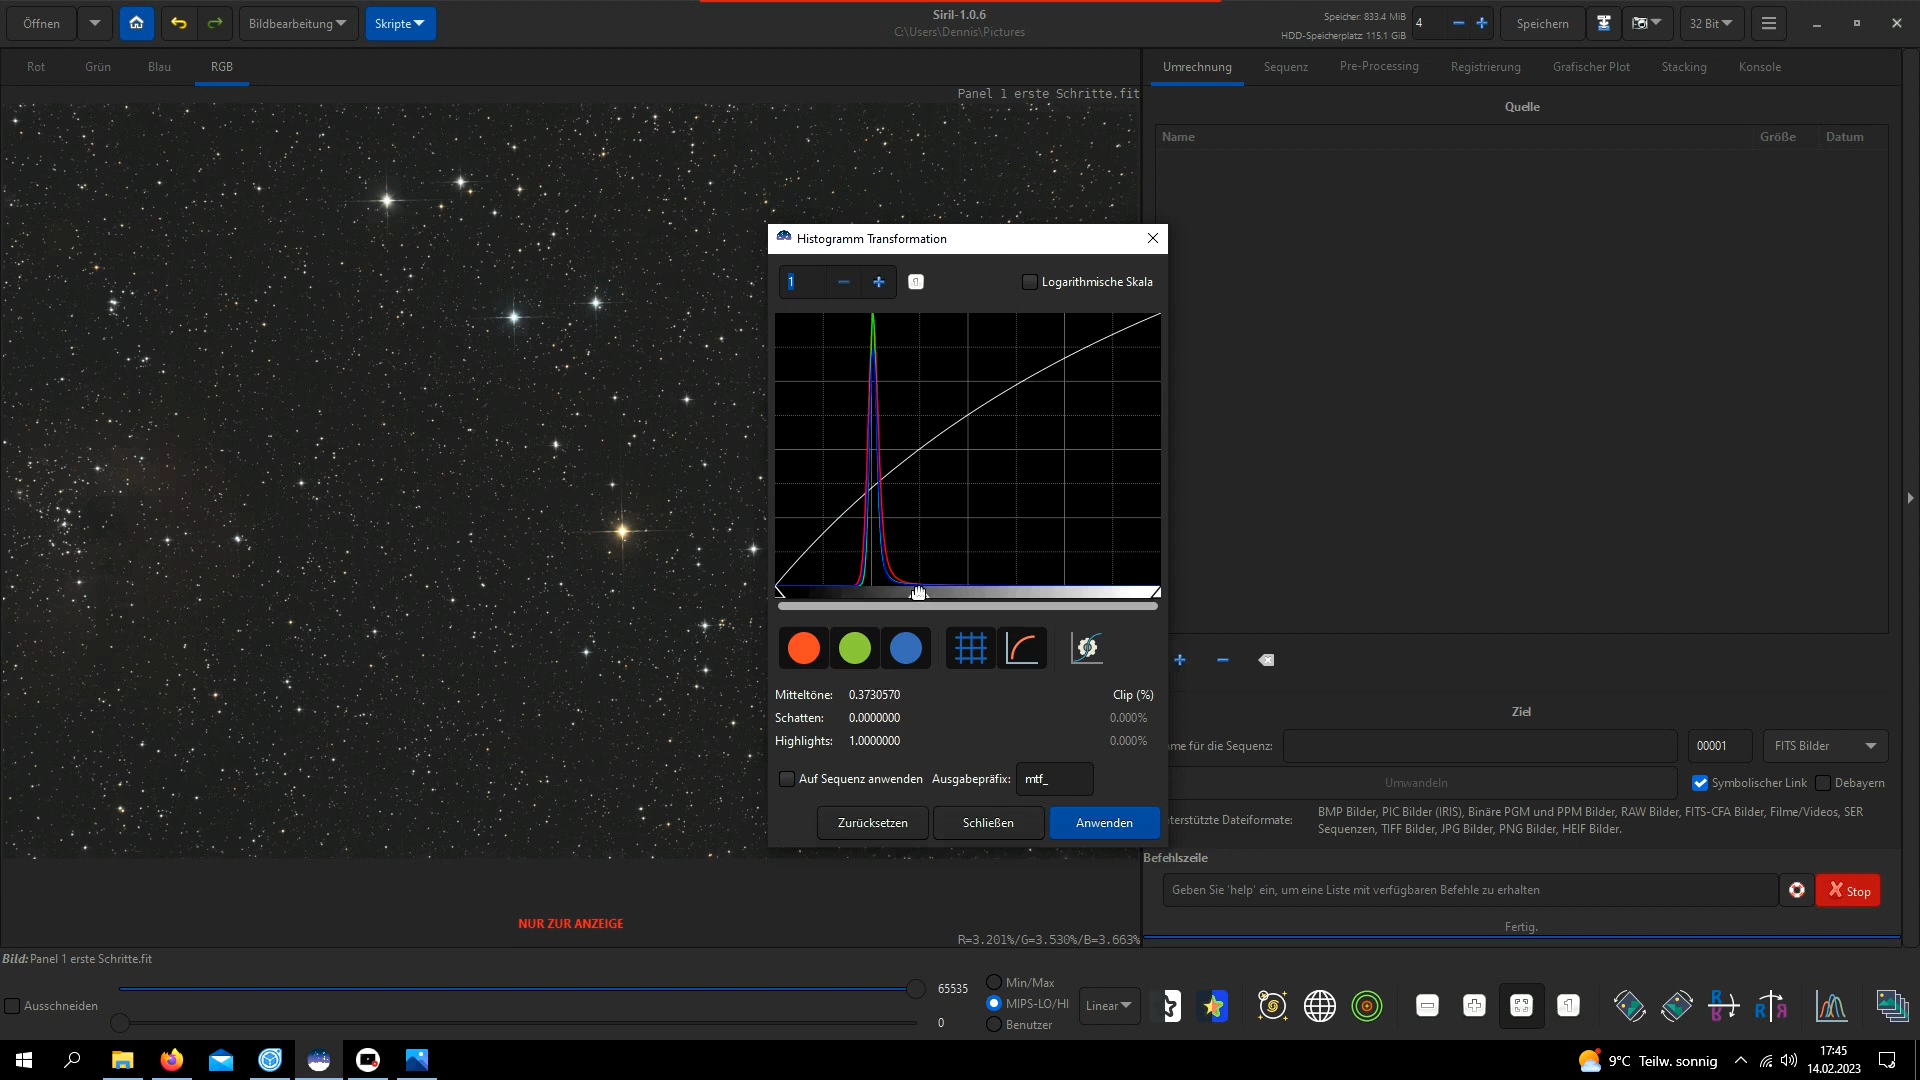 Öffnen
Bildbearbeitung
Skripte
Siril-1.0.6
C:\Users\Dennis\Pictures
Speicher: 833.4 MiB
HDD-Speicherplatz: 115.1 GiB
4
Speichern
32 Bit
Rot
Grün
Blau
RGB
Panel 1 erste Schritte.fit
Umrechnung
Sequenz
Pre-Processing
Registrierung
Grafischer Plot
Stacking
Konsole
Quelle
Name
Größe
Datum
Histogramm Transformation
1
Logarithmische Skala
Mitteltöne: 0.3730570
Clip (%)
Schatten: 0.0000000
0.000%
Highlights: 1.0000000
0.000%
Auf Sequenz anwenden
Ausgabepräfix:
mtf_
Zurücksetzen
Schließen
Anwenden
Ziel
me für die Sequenz:
00001
FITS Bilder
Umwandeln
Symbolischer Link
Debayern
terstützte Dateiformate:
BMP Bilder, PIC Bilder (IRIS), Binäre PGM und PPM Bilder, RAW Bilder, FITS-CFA Bilder, Filme/Videos, SER
Sequenzen, TIFF Bilder, JPG Bilder, PNG Bilder, HEIF Bilder.
Befehlszeile
Geben Sie 'help' ein, um eine Liste mit verfügbaren Befehle zu erhalten
Stop
Fertig.
NUR ZUR ANZEIGE
R=3.201%/G=3.530%/B=3.663%
Bild: Panel 1 erste Schritte.fit
Ausschneiden
65535
0
Min/Max
MIPS-LO/HI
Benutzer
Linear
R
R
R
R
9°C Teilw. sonnig
17:45
14.02.2023